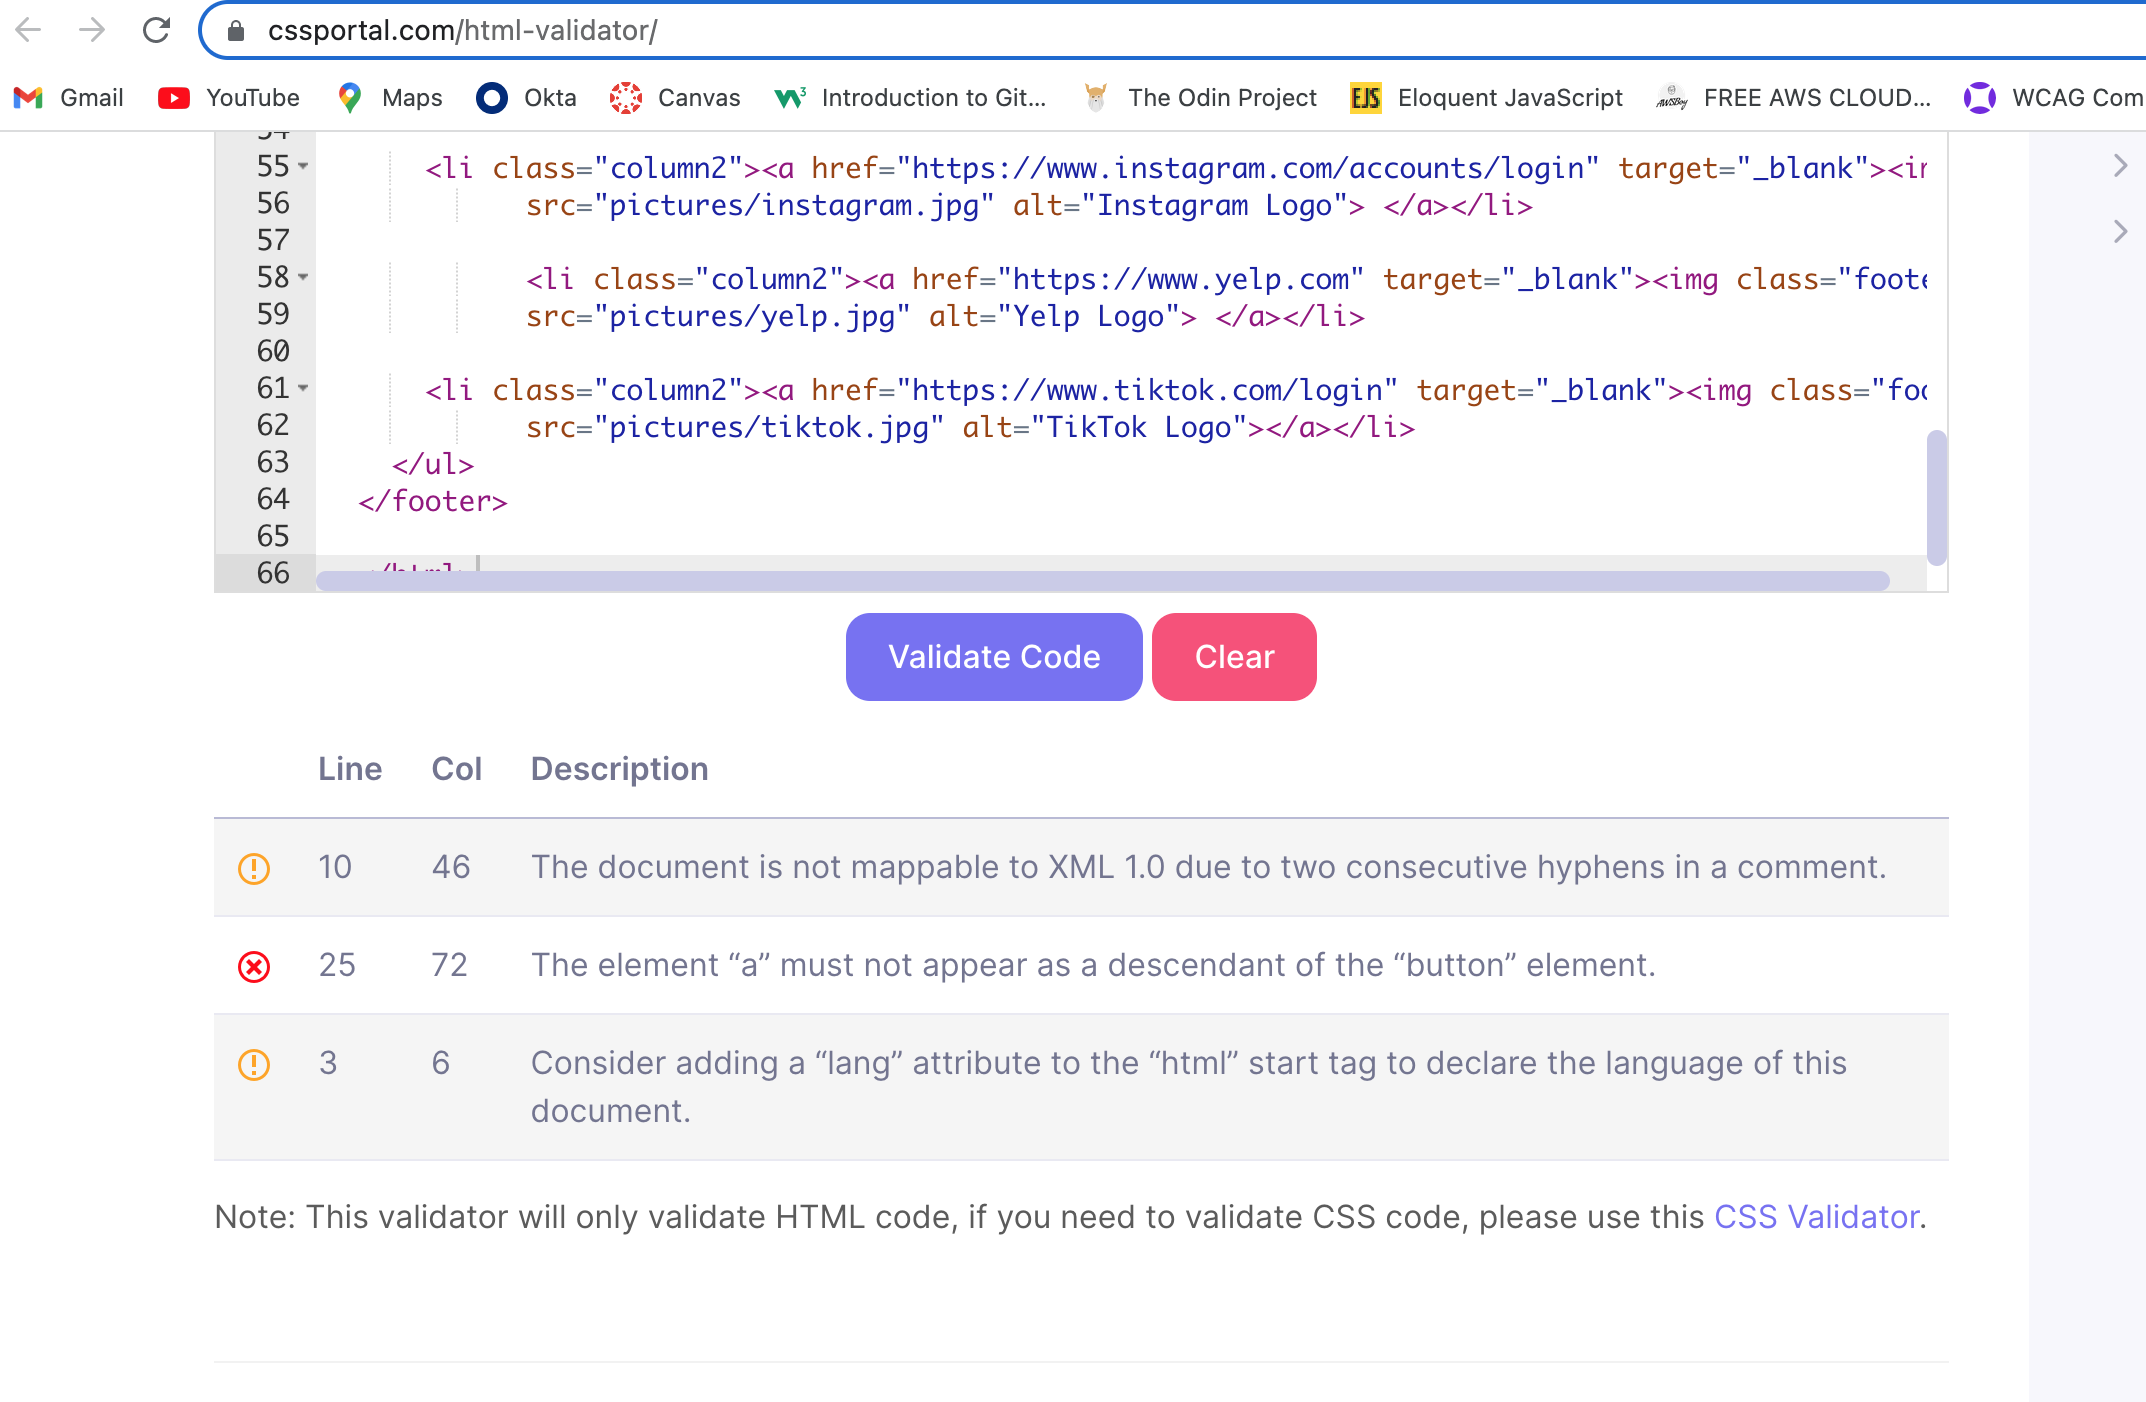 cssportal.com/html-validator/
Gmail YouTube Maps Okta Canvas Introduction to Git... The Odin Project EJS Eloquent JavaScript FREE AWS CLOUD... WCAG Com
54
55 <li class="column2"><a href="https://www.instagram.com/accounts/login" target="_blank"><im
56 src="pictures/instagram.jpg" alt="Instagram Logo"> </a></li>
57
58 <li class="column2"><a href="https://www.yelp.com" target="_blank"><img class="foote
59 src="pictures/yelp.jpg" alt="Yelp Logo"> </a></li>
60
61 <li class="column2"><a href="https://www.tiktok.com/login" target="_blank"><img class="foo
62 src="pictures/tiktok.jpg" alt="TikTok Logo"></a></li>
63 </ul>
64 </footer>
65
66 </html>
Validate Code Clear
Line Col Description
10 46 The document is not mappable to XML 1.0 due to two consecutive hyphens in a comment.
25 72 The element “a” must not appear as a descendant of the “button” element.
3 6 Consider adding a “lang” attribute to the “html” start tag to declare the language of this
document.
Note: This validator will only validate HTML code, if you need to validate CSS code, please use this CSS Validator.